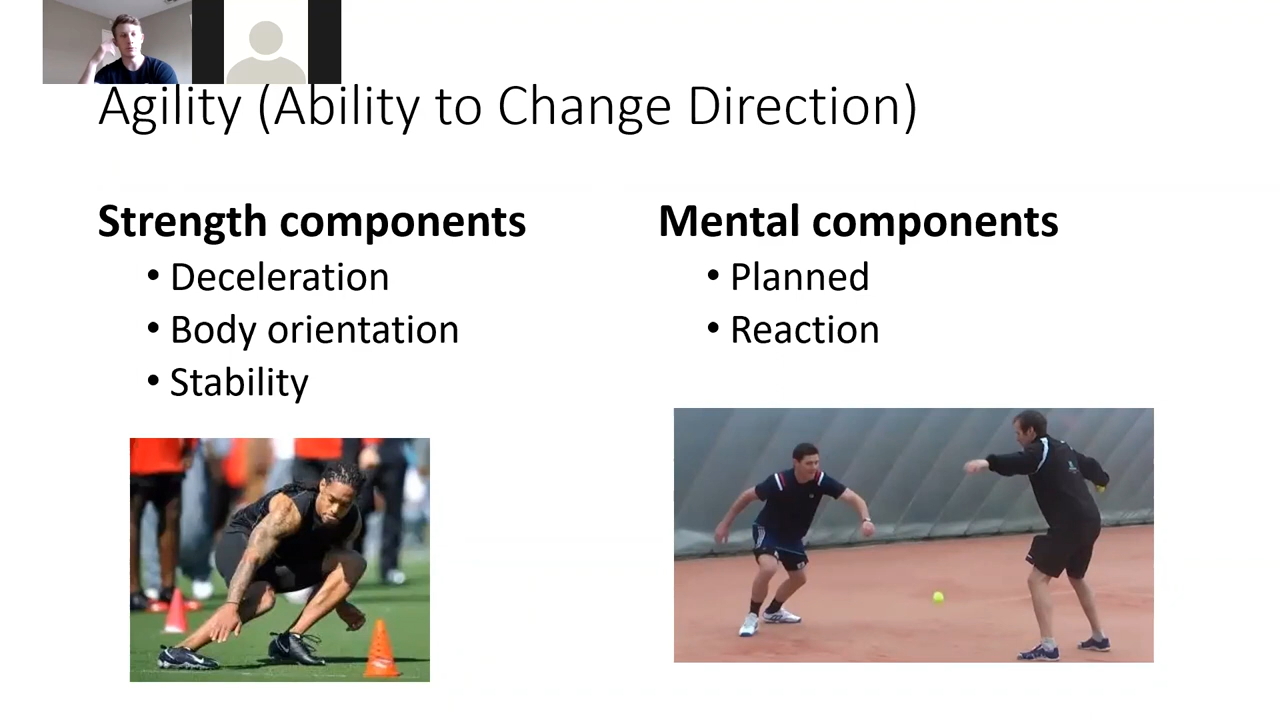 Agility (Ability to Change Direction)
Strength components
• Deceleration
• Body orientation
• Stability
Mental components
• Planned
• Reaction